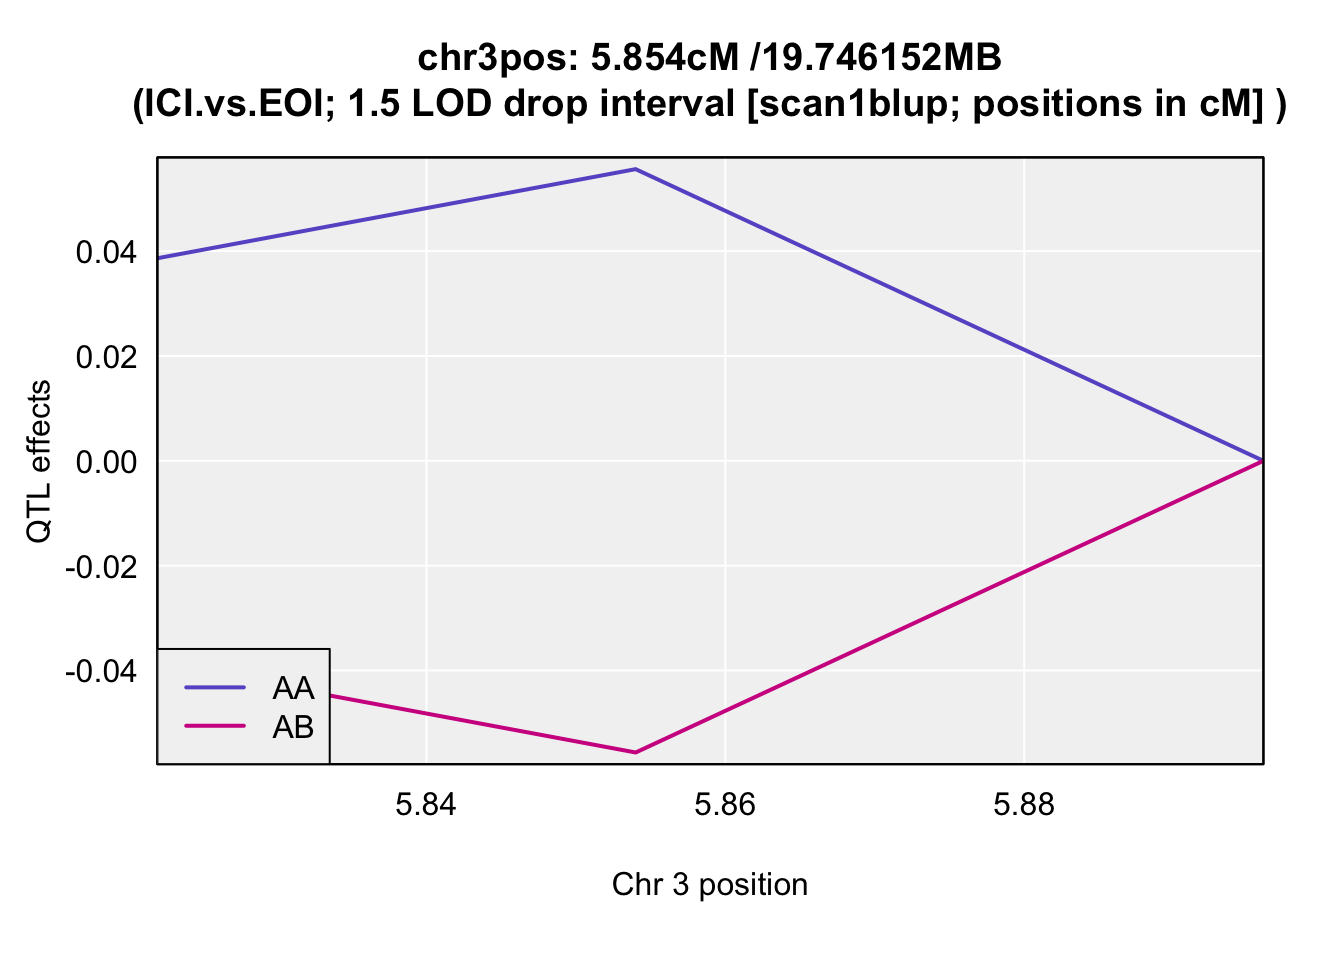 chr3pos: 5.854cM /19.746152MB
(ICI.vs.EOI; 1.5 LOD drop interval [scan1blup; positions in cM] )
QTL effects
0.04
0.02
0.00
-0.02
-0.04
AA
AB
5.84 5.86 5.88
Chr 3 position